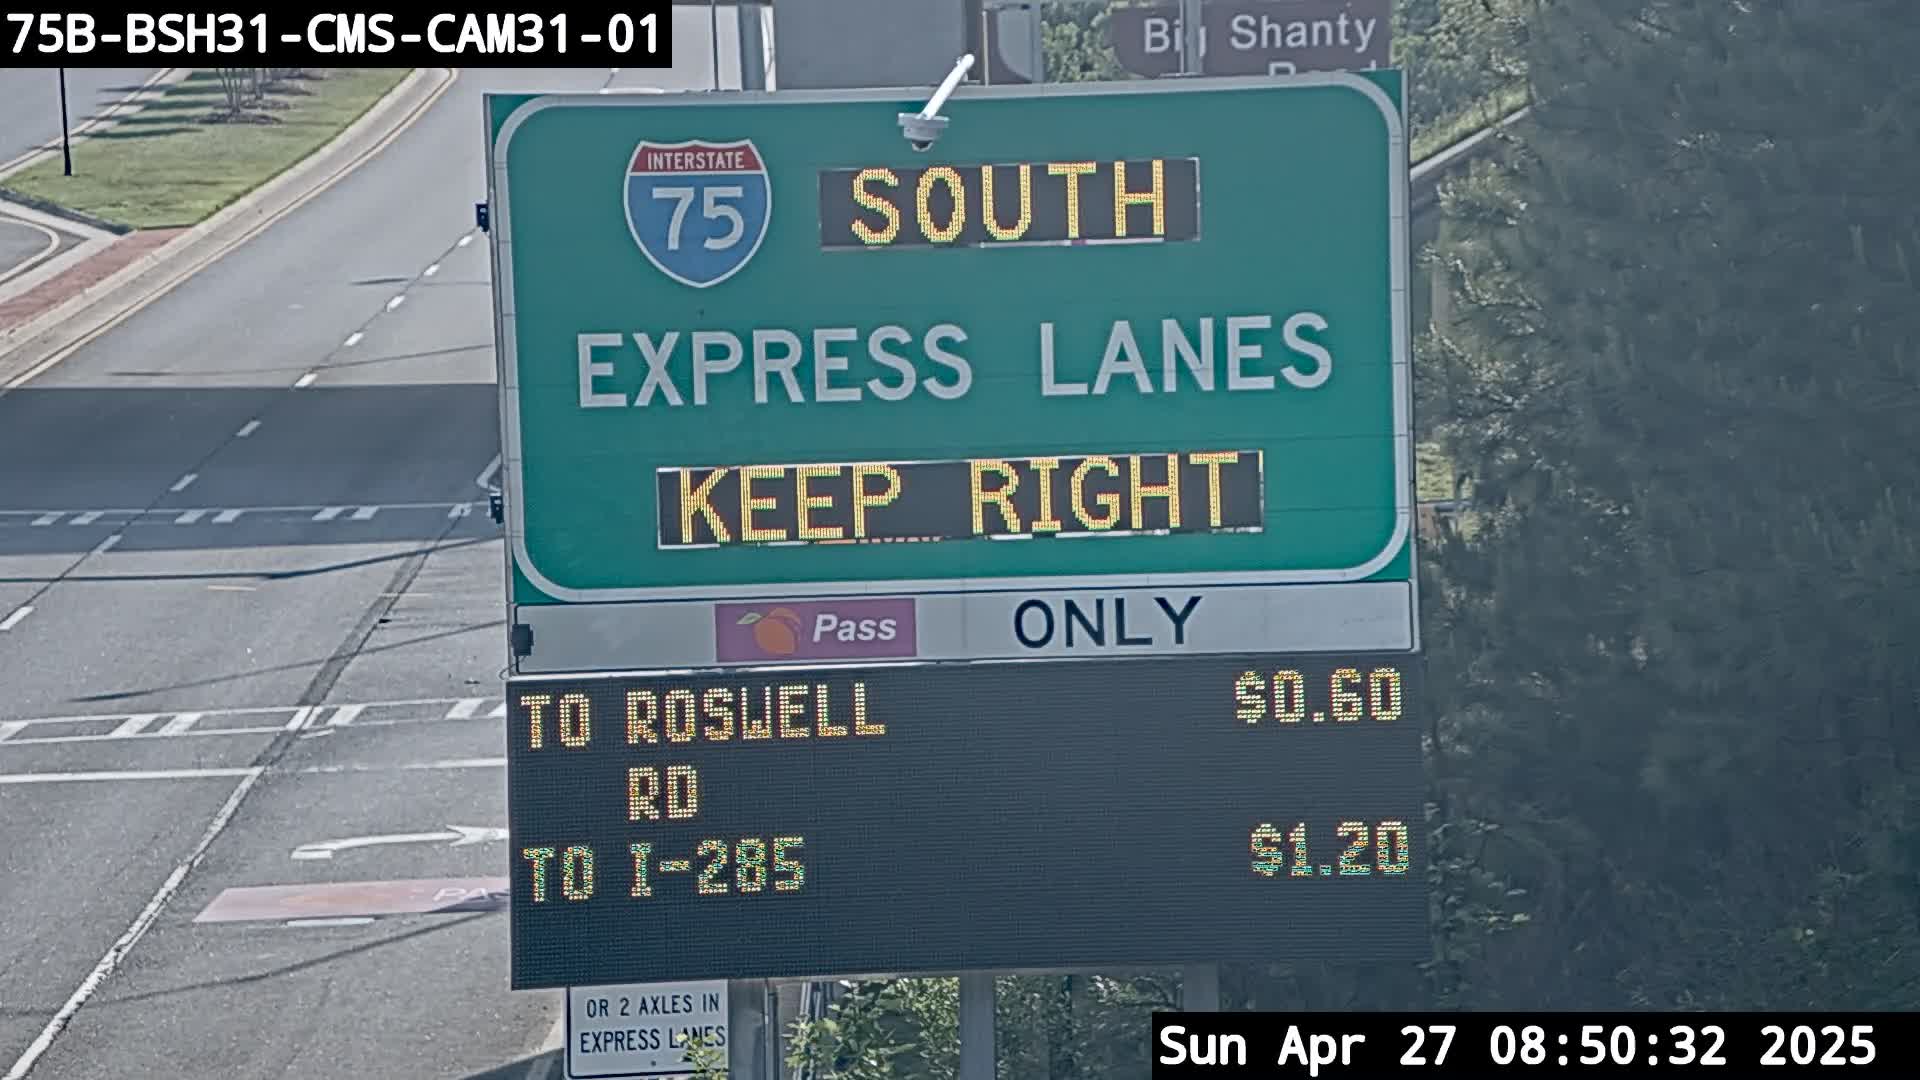 75B-BSH31-CMS-CAM31-01
Big Shanty
Road
INTERSTATE
75
SOUTH
EXPRESS LANES
KEEP RIGHT
Pass ONLY
TO ROSWELL $0.60
RD
TO I-285 $1.20
OR 2 AXLES IN
EXPRESS LANES
Sun Apr 27 08:50:32 2025